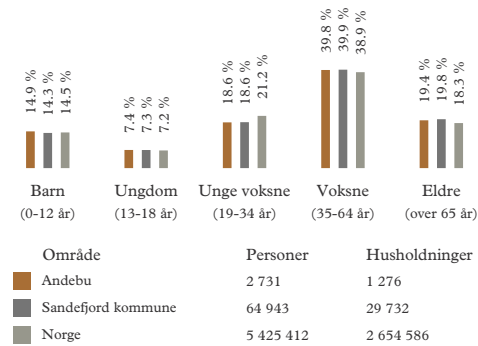 14.9 % 14.3 % 14.5 % 7.4 % 7.3 % 7.2 % 18.6 % 18.6 % 21.2 % 39.8 % 39.9 % 38.9 % 19.4 % 19.8 % 18.3 %
Barn Ungdom Unge voksne Voksne Eldre
(0-12 år) (13-18 år) (19-34 år) (35-64 år) (over 65 år)
Område Personer Husholdninger
Andebu 2 731 1 276
Sandefjord kommune 64 943 29 732
Norge 5 425 412 2 654 586